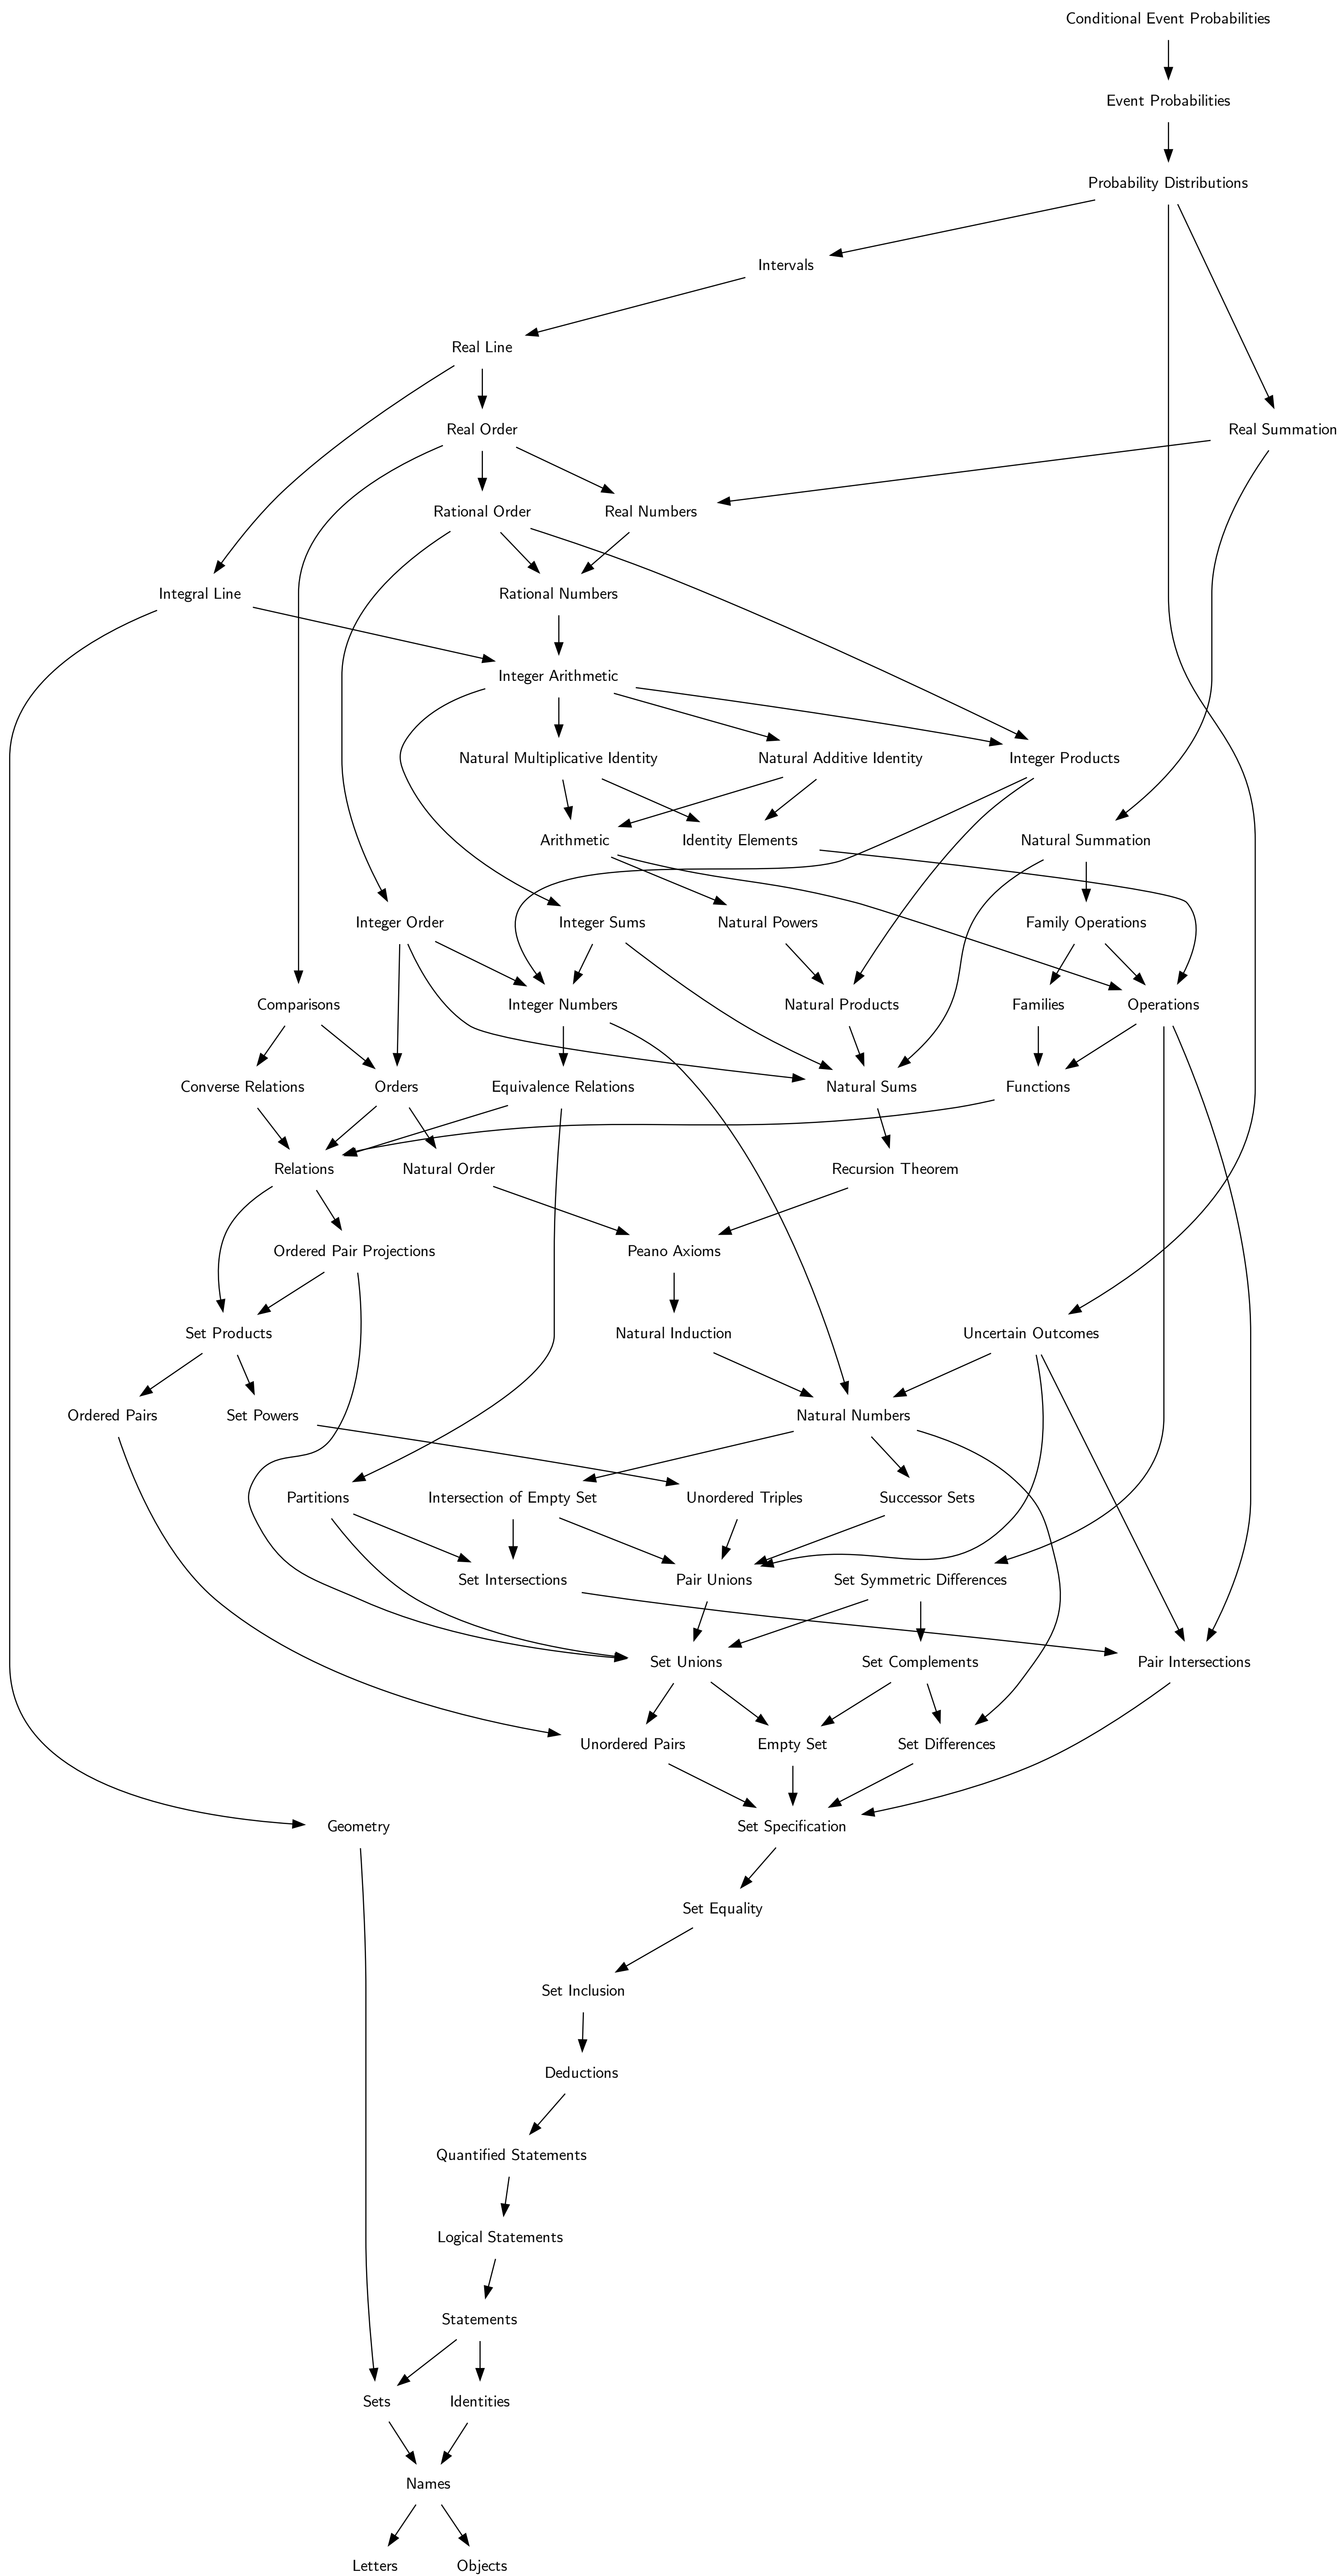 Conditional Event Probabilities
Event Probabilities
Probability Distributions
Intervals
Real Line
Real Order
Real Summation
Rational Order
Real Numbers
Integral Line
Rational Numbers
Integer Arithmetic
Natural Multiplicative Identity
Natural Additive Identity
Integer Products
Arithmetic
Identity Elements
Natural Summation
Integer Order
Integer Sums
Natural Powers
Family Operations
Comparisons
Integer Numbers
Natural Products
Families
Operations
Converse Relations
Orders
Equivalence Relations
Natural Sums
Functions
Relations
Natural Order
Recursion Theorem
Ordered Pair Projections
Peano Axioms
Set Products
Natural Induction
Uncertain Outcomes
Ordered Pairs
Set Powers
Natural Numbers
Partitions
Intersection of Empty Set
Unordered Triples
Successor Sets
Set Intersections
Pair Unions
Set Symmetric Differences
Set Unions
Set Complements
Pair Intersections
Unordered Pairs
Empty Set
Set Differences
Geometry
Set Specification
Set Equality
Set Inclusion
Deductions
Quantified Statements
Logical Statements
Statements
Sets
Identities
Names
Letters
Objects